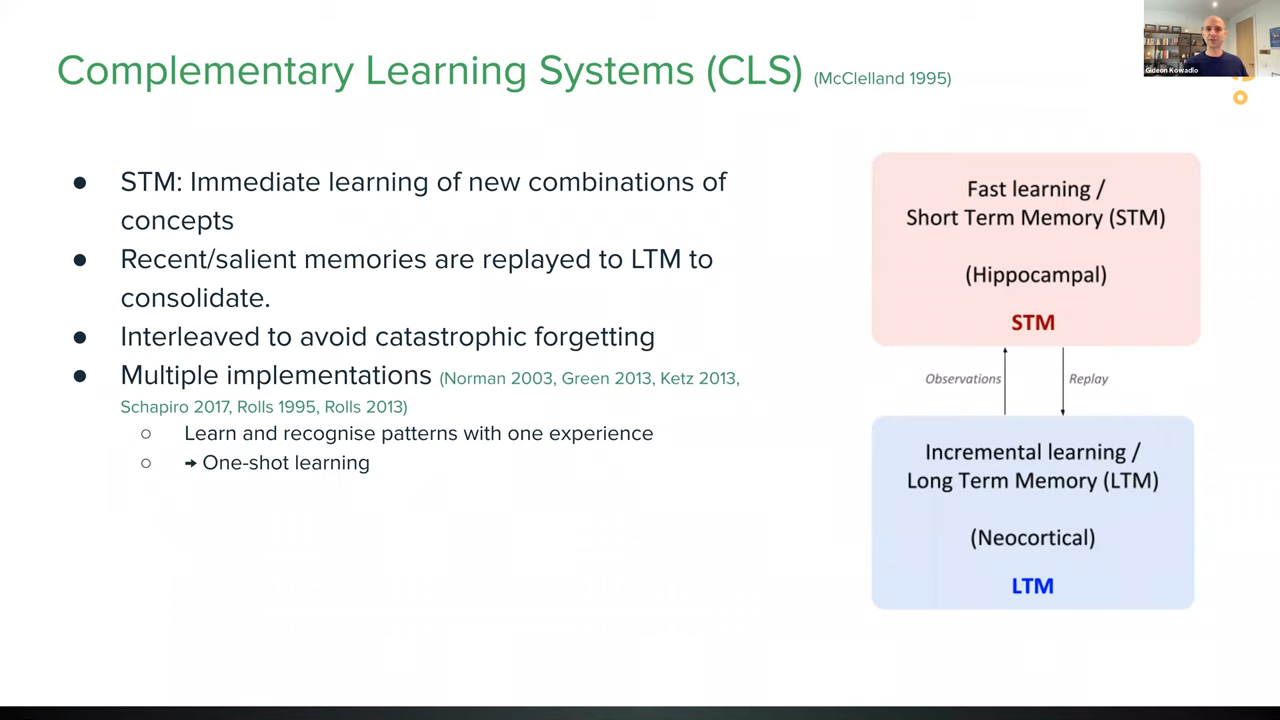 Complementary Learning Systems (CLS) (McClelland 1995)
Gideon Kowadlo
● STM: Immediate learning of new combinations of
concepts
● Recent/salient memories are replayed to LTM to
consolidate.
● Interleaved to avoid catastrophic forgetting
● Multiple implementations (Norman 2003, Green 2013, Ketz 2013,
Schapiro 2017, Rolls 1995, Rolls 2013)
○ Learn and recognise patterns with one experience
○ → One-shot learning
Fast learning /
Short Term Memory (STM)
(Hippocampal)
STM
Observations
Replay
Incremental learning /
Long Term Memory (LTM)
(Neocortical)
LTM